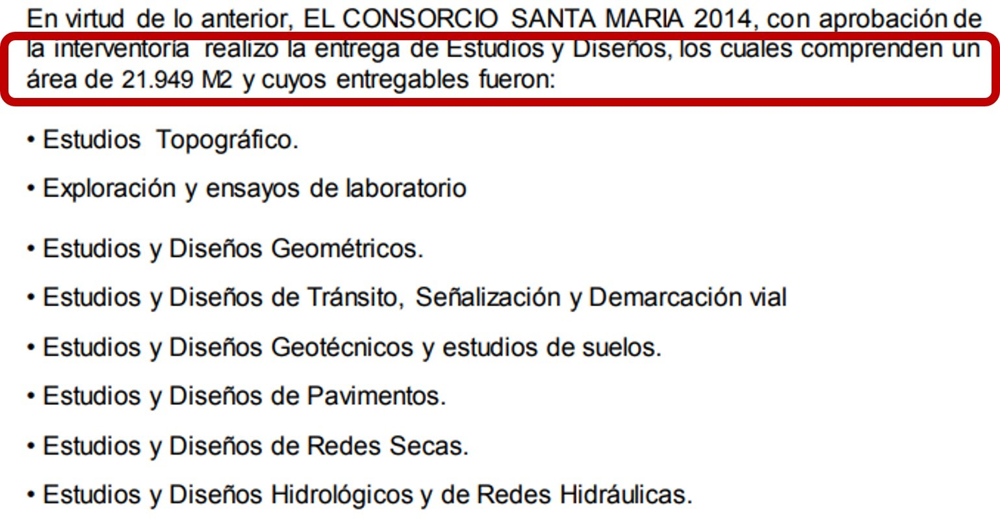 En virtud de lo anterior, EL CONSORCIO SANTA MARIA 2014, con aprobación de
la interventoría realizo la entrega de Estudios y Diseños, los cuales comprenden un
área de 21.949 M2 y cuyos entregables fueron:
• Estudios Topográfico.
• Exploración y ensayos de laboratorio
• Estudios y Diseños Geométricos.
• Estudios y Diseños de Tránsito, Señalización y Demarcación vial
• Estudios y Diseños Geotécnicos y estudios de suelos.
• Estudios y Diseños de Pavimentos.
• Estudios y Diseños de Redes Secas.
• Estudios y Diseños Hidrológicos y de Redes Hidráulicas.